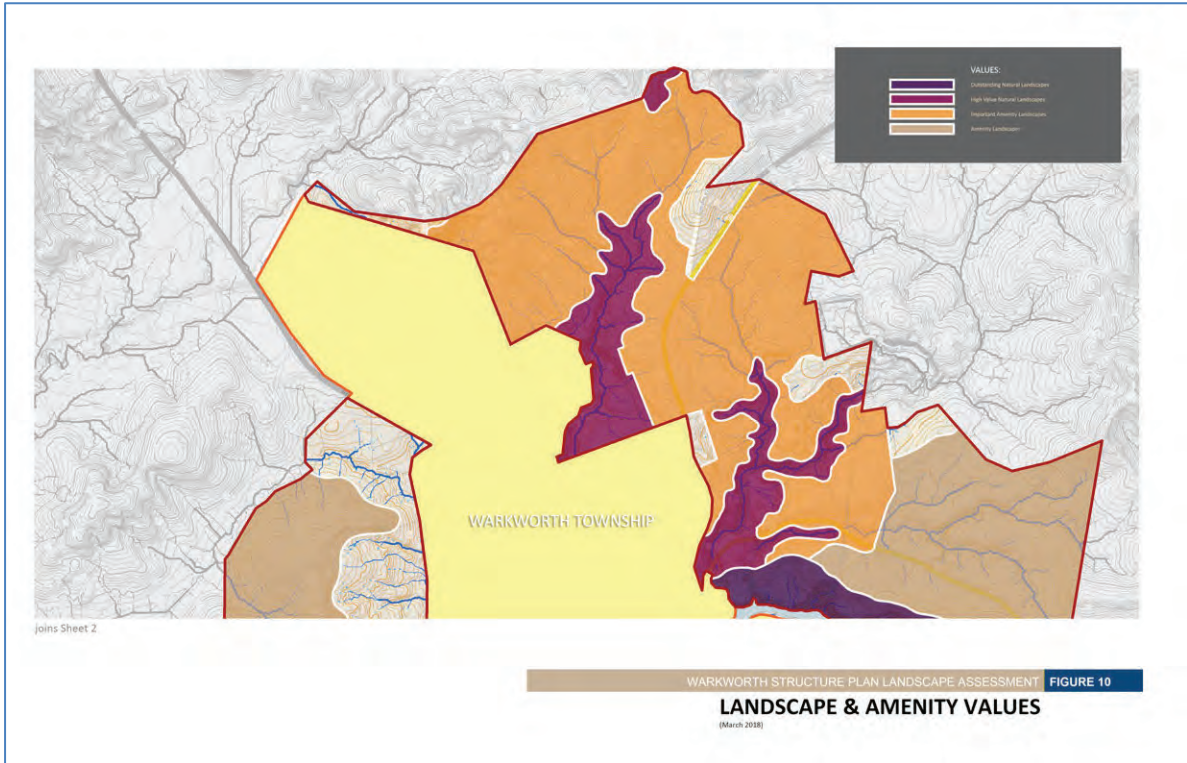 VALUES:
Outstanding Natural Landscapes
High Value Natural Landscapes
Important Amenity Landscapes
Amenity Landscapes
WARKWORTH TOWNSHIP
joins Sheet 2
WARKWORTH STRUCTURE PLAN LANDSCAPE ASSESSMENT FIGURE 10
LANDSCAPE & AMENITY VALUES
(March 2018)